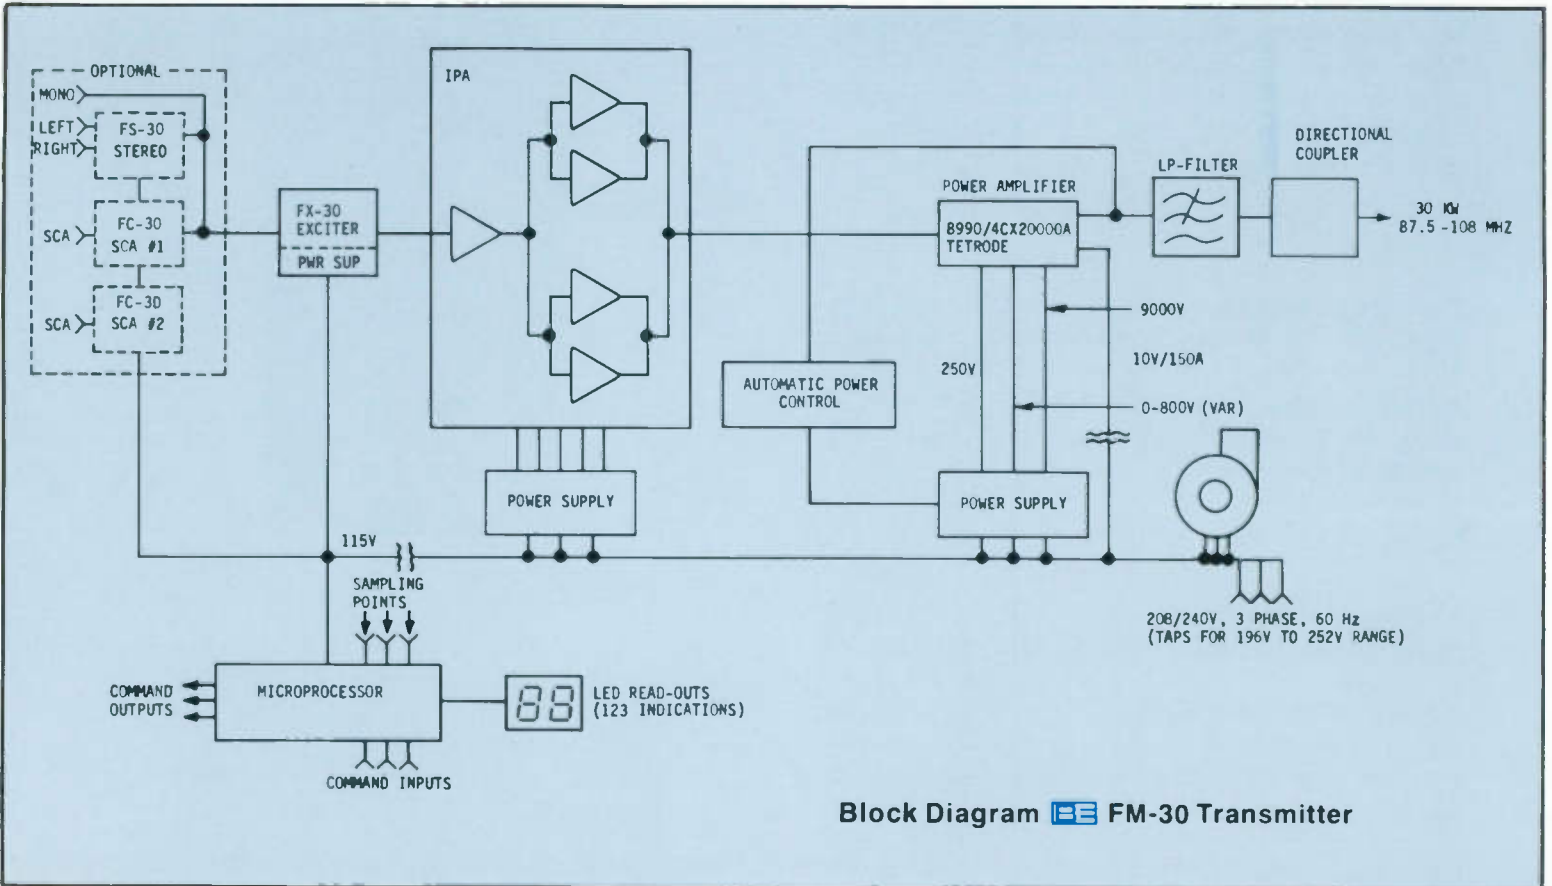 OPTIONAL
MONO
LEFT
RIGHT
FS-30
STEREO
SCA
FC-30
SCA #1
SCA
FC-30
SCA #2
FX-30
EXCITER
PWR SUP
IPA
POWER SUPPLY
AUTOMATIC POWER
CONTROL
POWER AMPLIFIER
8990/4CX20000A
TETRODE
LP-FILTER
DIRECTIONAL
COUPLER
30 KW
87.5-108 MHZ
9000V
250V
10V/150A
0-800V (VAR)
POWER SUPPLY
115V
SAMPLING
POINTS
208/240V, 3 PHASE, 60 Hz
(TAPS FOR 196V TO 252V RANGE)
COMMAND
OUTPUTS
MICROPROCESSOR
88
LED READ-OUTS
(123 INDICATIONS)
COMMAND INPUTS
Block Diagram BE FM-30 Transmitter